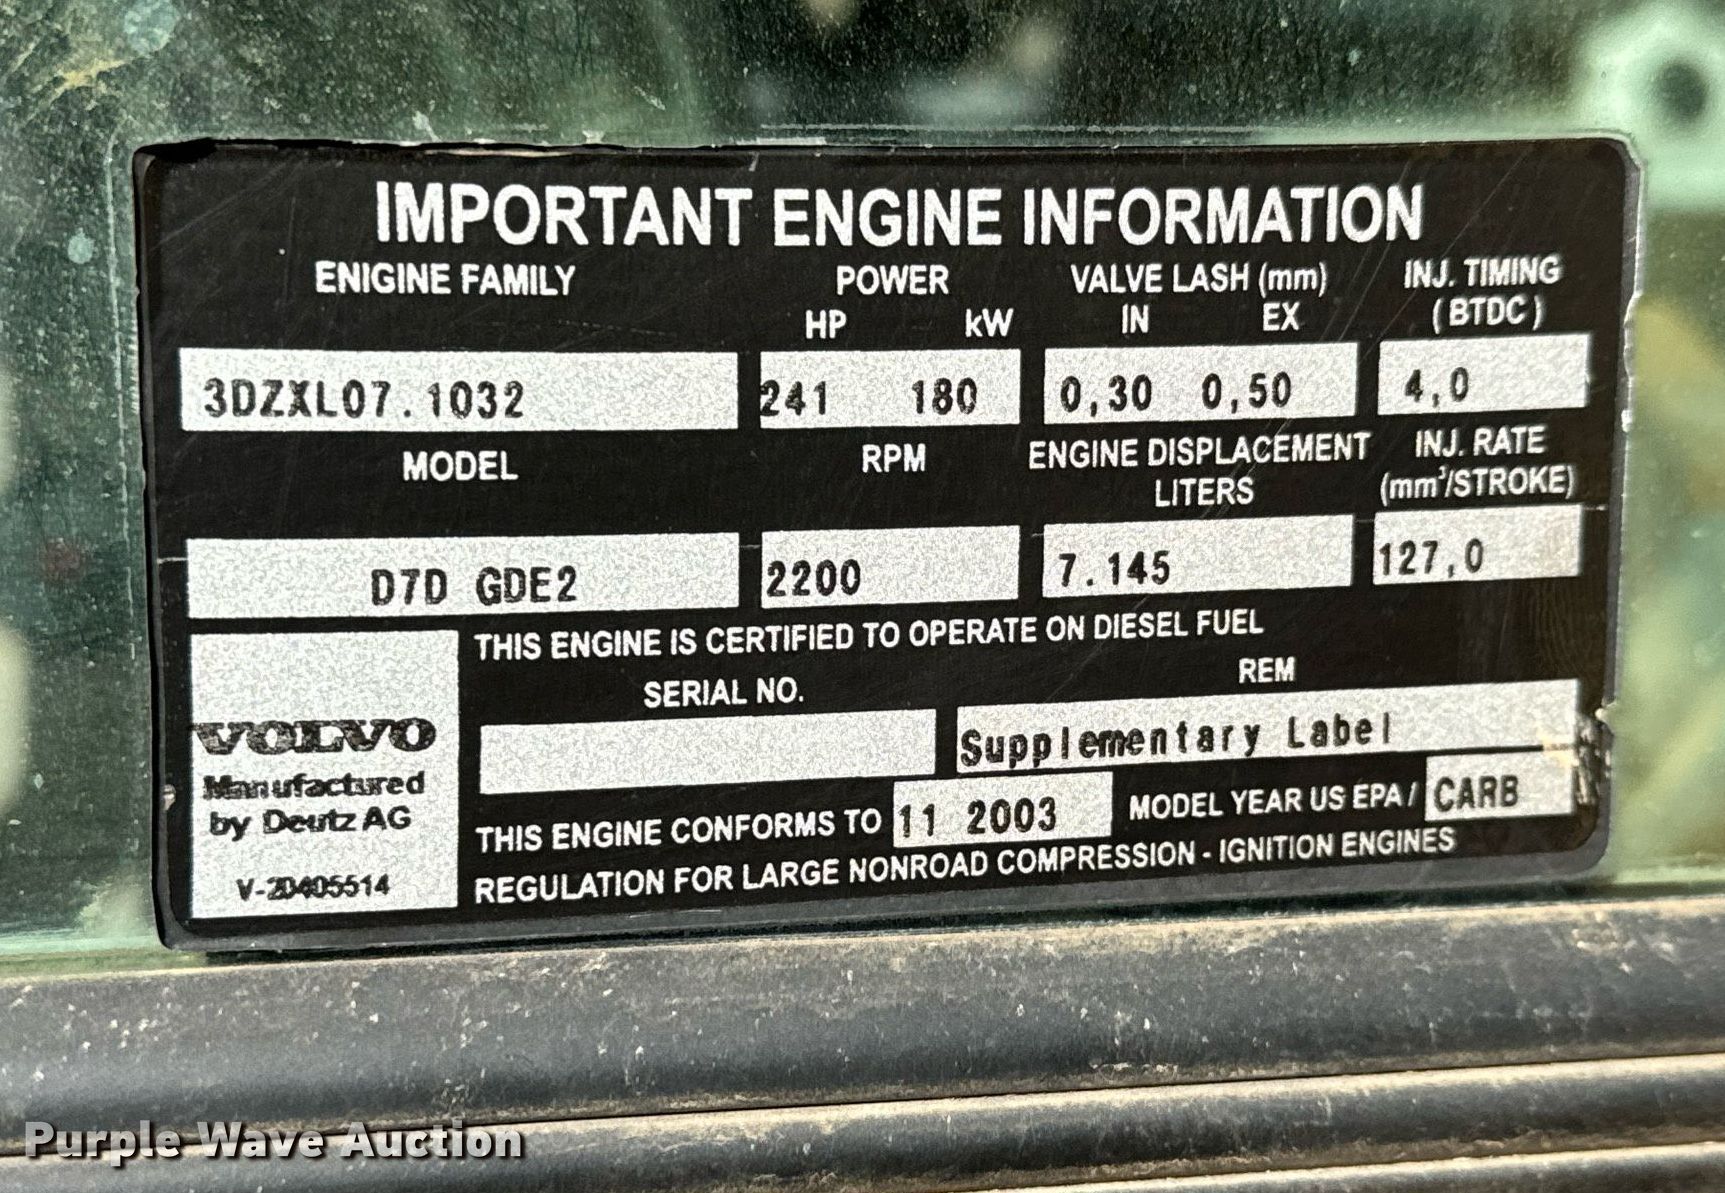 IMPORTANT ENGINE INFORMATION
ENIGINE FAMILY POWER VALVE LASH (mm) INJ. TIMING
HP kW IN EX (BTDC)
3DZXL07.1032 241 180 0,30 0,50 4,0
MODEL RPM ENGINE DISPLACEMENT INJ. RATE
LITERS (mm³/STROKE)
D7D GDE2 2200 7.145 127,0
THIS ENGINE IS CERTIFIED TO OPERATE ON DIESEL FUEL
SERIAL NO. REM
Supplementary Label
VOLVO
Manufactured
by Deutz AG
V-20405514
THIS ENGINE CONFORMS TO 11 2003 MODEL YEAR US EPA / CARB
REGULATION FOR LARGE NONROAD COMPRESSION - IGNITION ENGINES
Purple Wave Auction